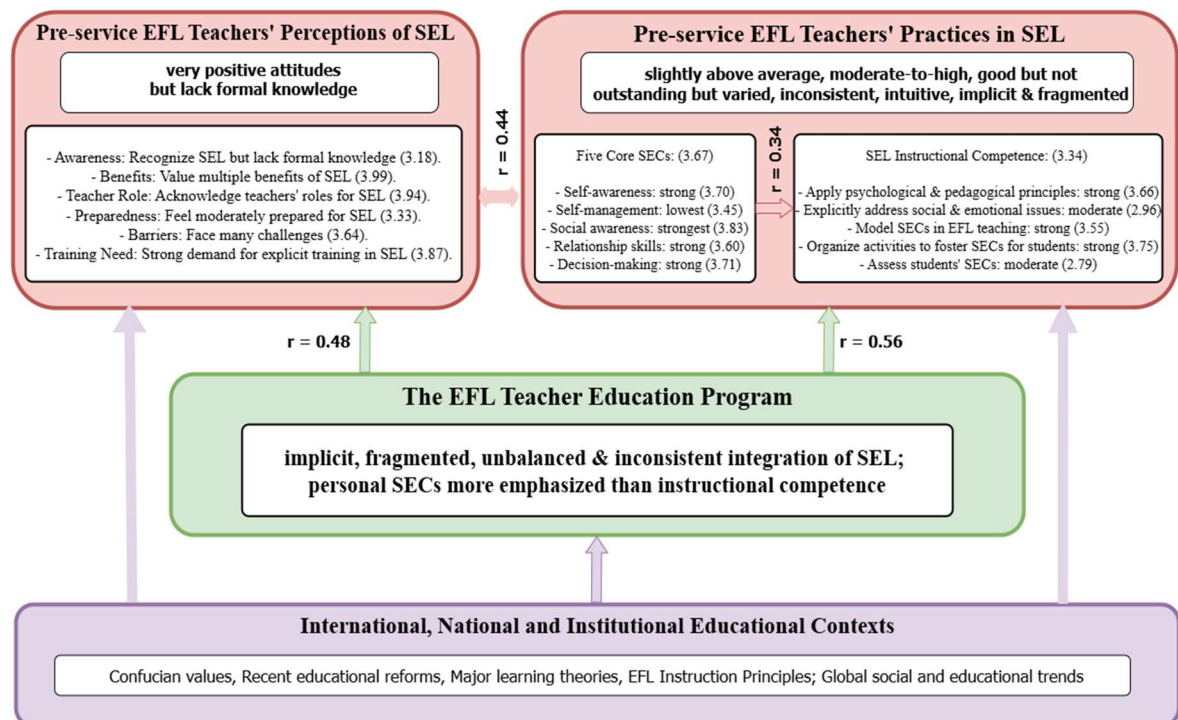 Pre-service EFL Teachers' Perceptions of SEL
very positive attitudes
but lack formal knowledge
- Awareness: Recognize SEL but lack formal knowledge (3.18).
- Benefits: Value multiple benefits of SEL (3.99).
- Teacher Role: Acknowledge teachers' roles for SEL (3.94).
- Preparedness: Feel moderately prepared for SEL (3.33).
- Barriers: Face many challenges (3.64).
- Training Need: Strong demand for explicit training in SEL (3.87).
r = 0.44
Pre-service EFL Teachers' Practices in SEL
slightly above average, moderate-to-high, good but not
outstanding but varied, inconsistent, intuitive, implicit & fragmented
Five Core SECs: (3.67)
- Self-awareness: strong (3.70)
- Self-management: lowest (3.45)
- Social awareness: strongest (3.83)
- Relationship skills: strong (3.60)
- Decision-making: strong (3.71)
r = 0.34
SEL Instructional Competence: (3.34)
- Apply psychological & pedagogical principles: strong (3.66)
- Explicitly address social & emotional issues: moderate (2.96)
- Model SECs in EFL teaching: strong (3.55)
- Organize activities to foster SECs for students: strong (3.75)
- Assess students' SECs: moderate (2.79)
r = 0.48
r = 0.56
The EFL Teacher Education Program
implicit, fragmented, unbalanced & inconsistent integration of SEL;
personal SECs more emphasized than instructional competence
International, National and Institutional Educational Contexts
Confucian values, Recent educational reforms, Major learning theories, EFL Instruction Principles; Global social and educational trends